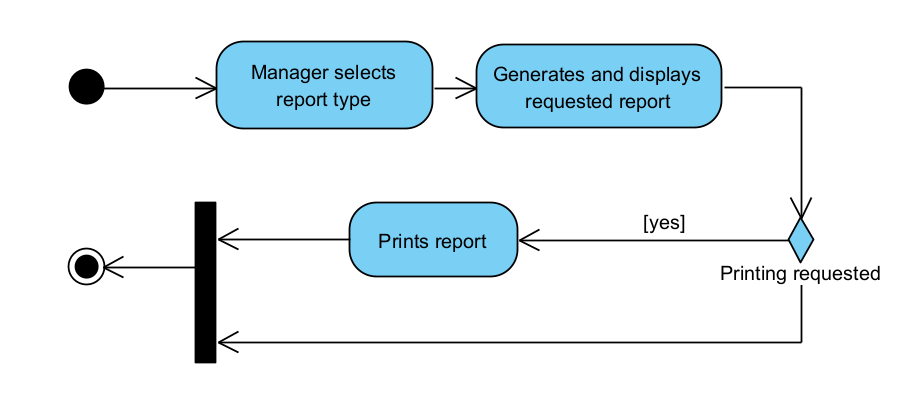 Manager selects
report type
Generates and displays
requested report
[yes]
Prints report
Printing requested